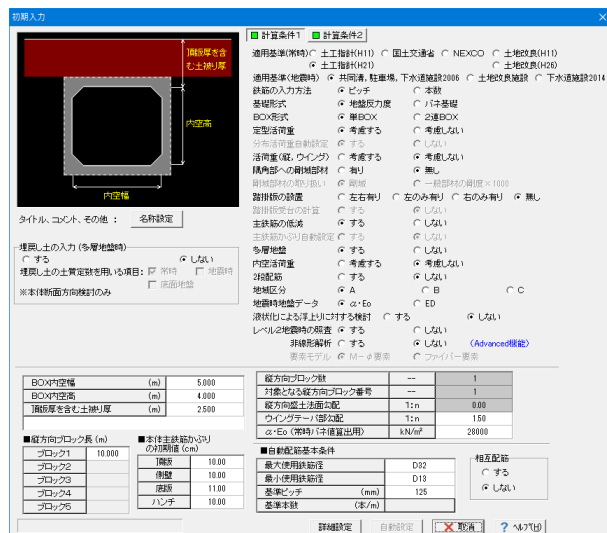 初期入力
頂版厚を含
む土被り厚
内空高
内空幅
タイトル、コメント、その他 : 名称設定
埋戻し土の入力 (多層地盤時)
する しない
埋戻し土の土質定数を用いる項目: 常時 地震時
底面地盤
※本体断面方向検討のみ
計算条件1 計算条件2
適用基準(常時) 土工指針(H11) 国土交通省 NEXCO 土地改良(H11)
土工指針(H21) 土地改良(H26)
適用基準(地震時) 共同溝, 駐車場, 下水道施設2006 土地改良施設 下水道施設2014
鉄筋の入力方法 ピッチ 本数
基礎形式 地盤反力度 バネ基礎
BOX形式 単BOX 2連BOX
定型活荷重 考慮する 考慮しない
分布活荷重自動設定 する しない
活荷重(縦, ウイング) 考慮する 考慮しない
隅角部への剛域部材 有り 無し
剛域部材の取り扱い 剛域 一般部材の剛度×1000
踏掛版の設置 左右有り 左のみ有り 右のみ有り 無し
踏掛版受台の計算 する しない
主鉄筋の低減 する しない
主鉄筋かぶり自動設定 する しない
多層地盤 する しない
内空活荷重 考慮する 考慮しない
2段配筋 する しない
地域区分 A B C
地震時地盤データ α・Eo ED
液状化による浮上りに対する検討 する しない
レベル2地震時の照査 する しない
非線形解析 する しない (Advanced機能)
要素モデル M-φ要素 ファイバー要素
BOX内空幅 (m) 5.000
BOX内空高 (m) 4.000
頂版厚を含む土被り厚 (m) 2.500
縦方向ブロック数 -- 1
対象となる縦方向ブロック番号 -- 1
縦方向盛土法面勾配 1:n 0.00
ウイングテーパ部勾配 1:n 1.50
α・Eo (常時バネ値算出用) kN/m² 28000
■縦方向ブロック長 (m)
ブロック1 10.000
ブロック2
ブロック3
ブロック4
ブロック5
■本体主鉄筋かぶり
の初期値 (cm)
頂版 10.00
側壁 10.00
底版 11.00
ハンチ 10.00
■自動配筋基本条件
最大使用鉄筋径 D32
最小使用鉄筋径 D13
基準ピッチ (mm) 125
基準本数 (本/m)
相互配筋
する
しない
詳細設定 自動設定 取消 ? ヘルプ(H)